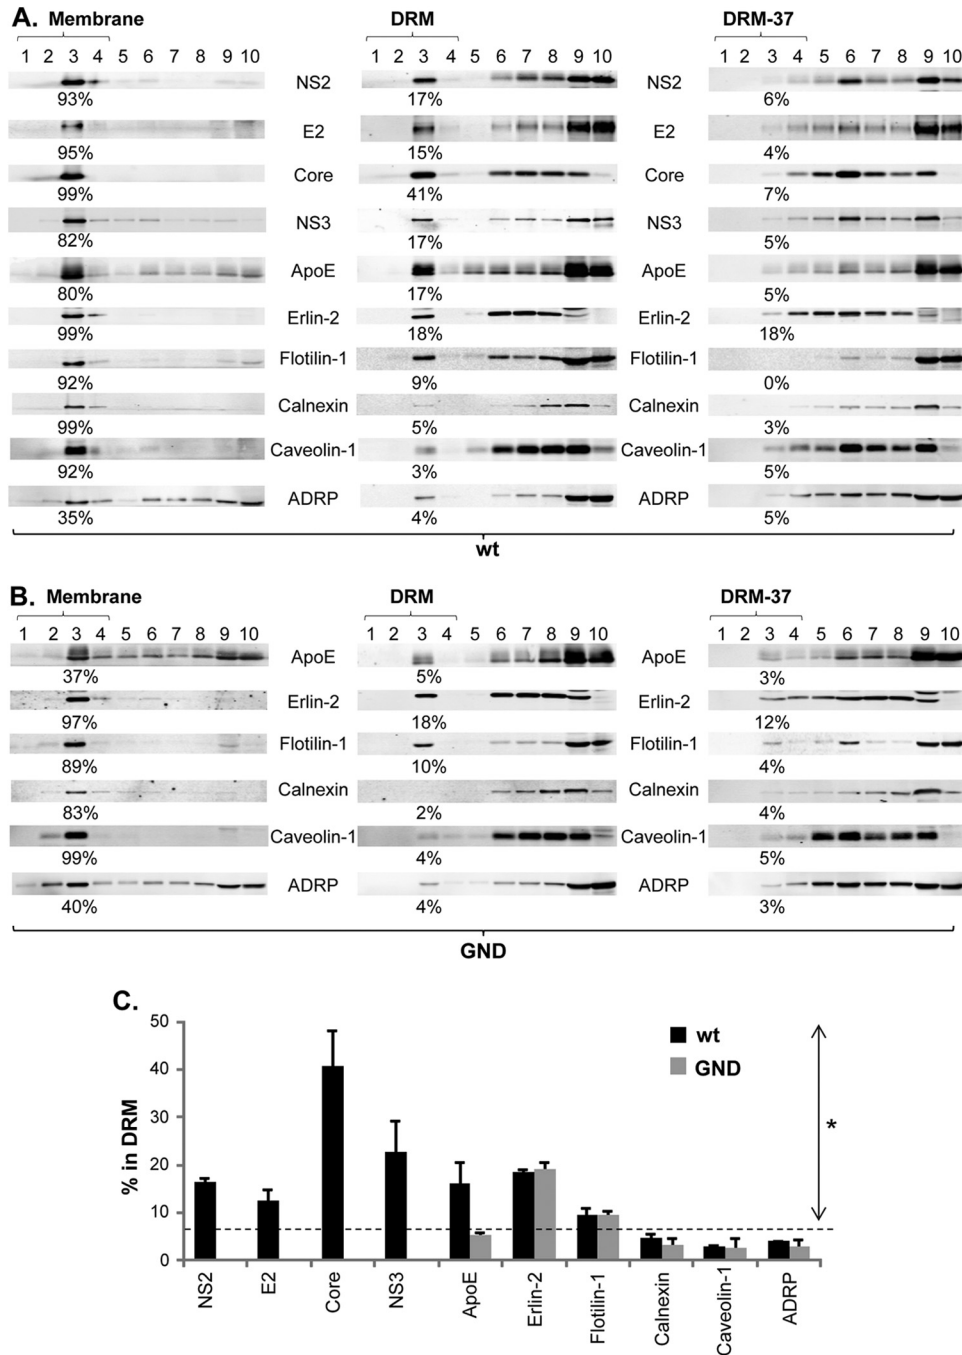 A. Membrane DRM DRM-37
1 2 3 4 5 6 7 8 9 10 1 2 3 4 5 6 7 8 9 10 1 2 3 4 5 6 7 8 9 10
NS2 NS2
93% 17% 6%
E2 E2
95% 15% 4%
Core Core
99% 41% 7%
NS3 NS3
82% 17% 5%
ApoE ApoE
80% 17% 5%
Erlin-2 Erlin-2
99% 18% 18%
Flotilin-1 Flotilin-1
92% 9% 0%
Calnexin Calnexin
99% 5% 3%
Caveolin-1 Caveolin-1
92% 3% 5%
ADRP ADRP
35% 4% 5%
wt
B. Membrane DRM DRM-37
1 2 3 4 5 6 7 8 9 10 1 2 3 4 5 6 7 8 9 10 1 2 3 4 5 6 7 8 9 10
ApoE ApoE
37% 5% 3%
Erlin-2 Erlin-2
97% 18% 12%
Flotilin-1 Flotilin-1
89% 10% 4%
Calnexin Calnexin
83% 2% 4%
Caveolin-1 Caveolin-1
99% 4% 5%
ADRP ADRP
40% 4% 3%
GND
C.
% in DRM
50
40
30
20
10
0
wt
GND
*
NS2
E2
Core
NS3
ApoE
Erlin-2
Flotilin-1
Calnexin
Caveolin-1
ADRP